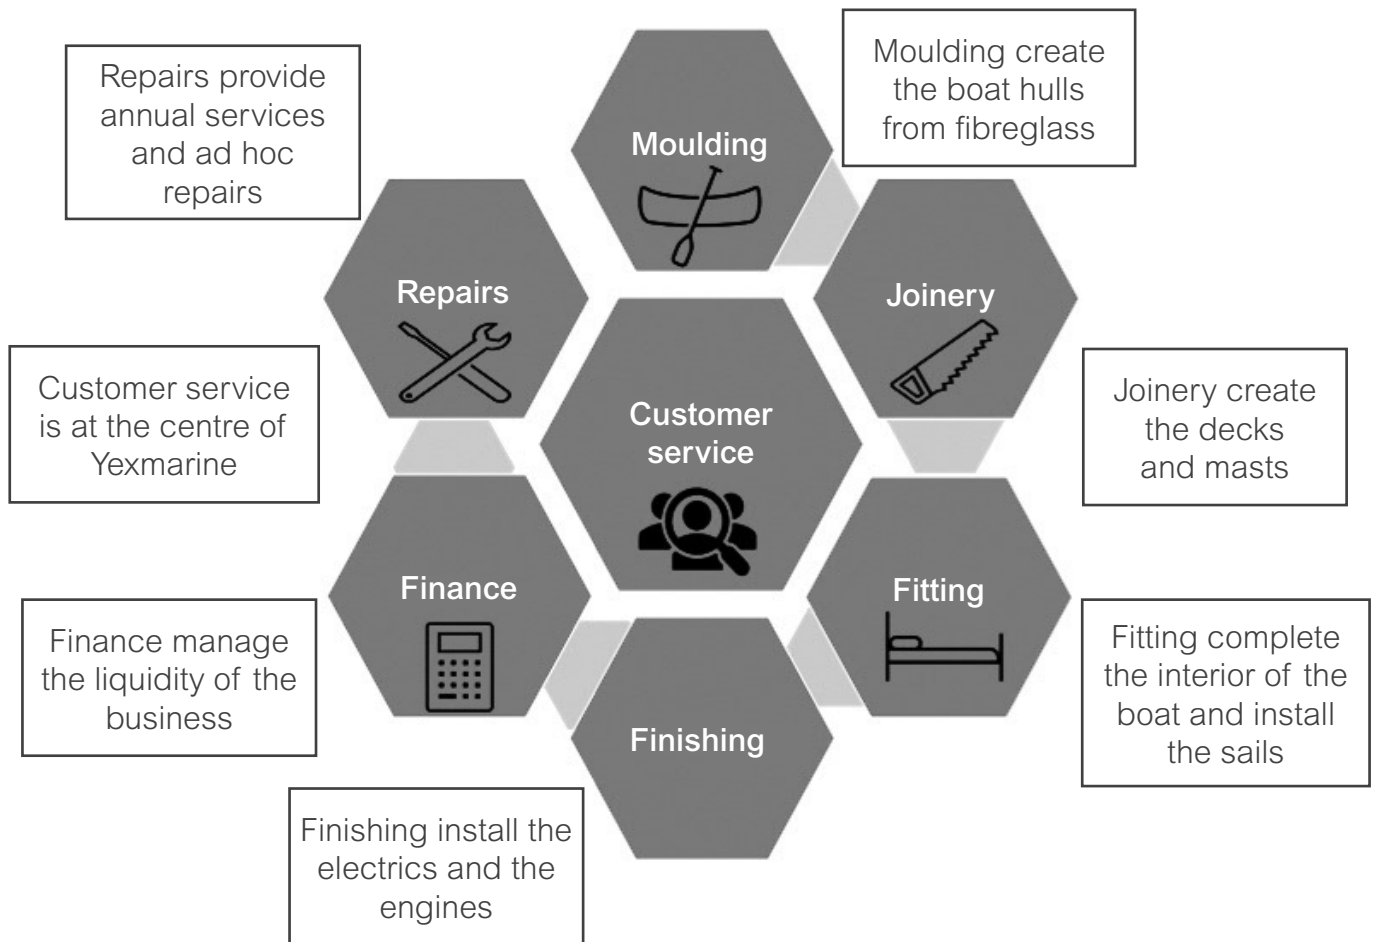 Repairs provide
annual services
and ad hoc
repairs
Moulding create
the boat hulls
from fibreglass
Moulding
Repairs
Joinery
Customer service
is at the centre of
Yexmarine
Customer
service
Joinery create
the decks
and masts
Finance
Fitting
Finance manage
the liquidity of the
business
Fitting complete
the interior of the
boat and install
the sails
Finishing
Finishing install the
electrics and the
engines